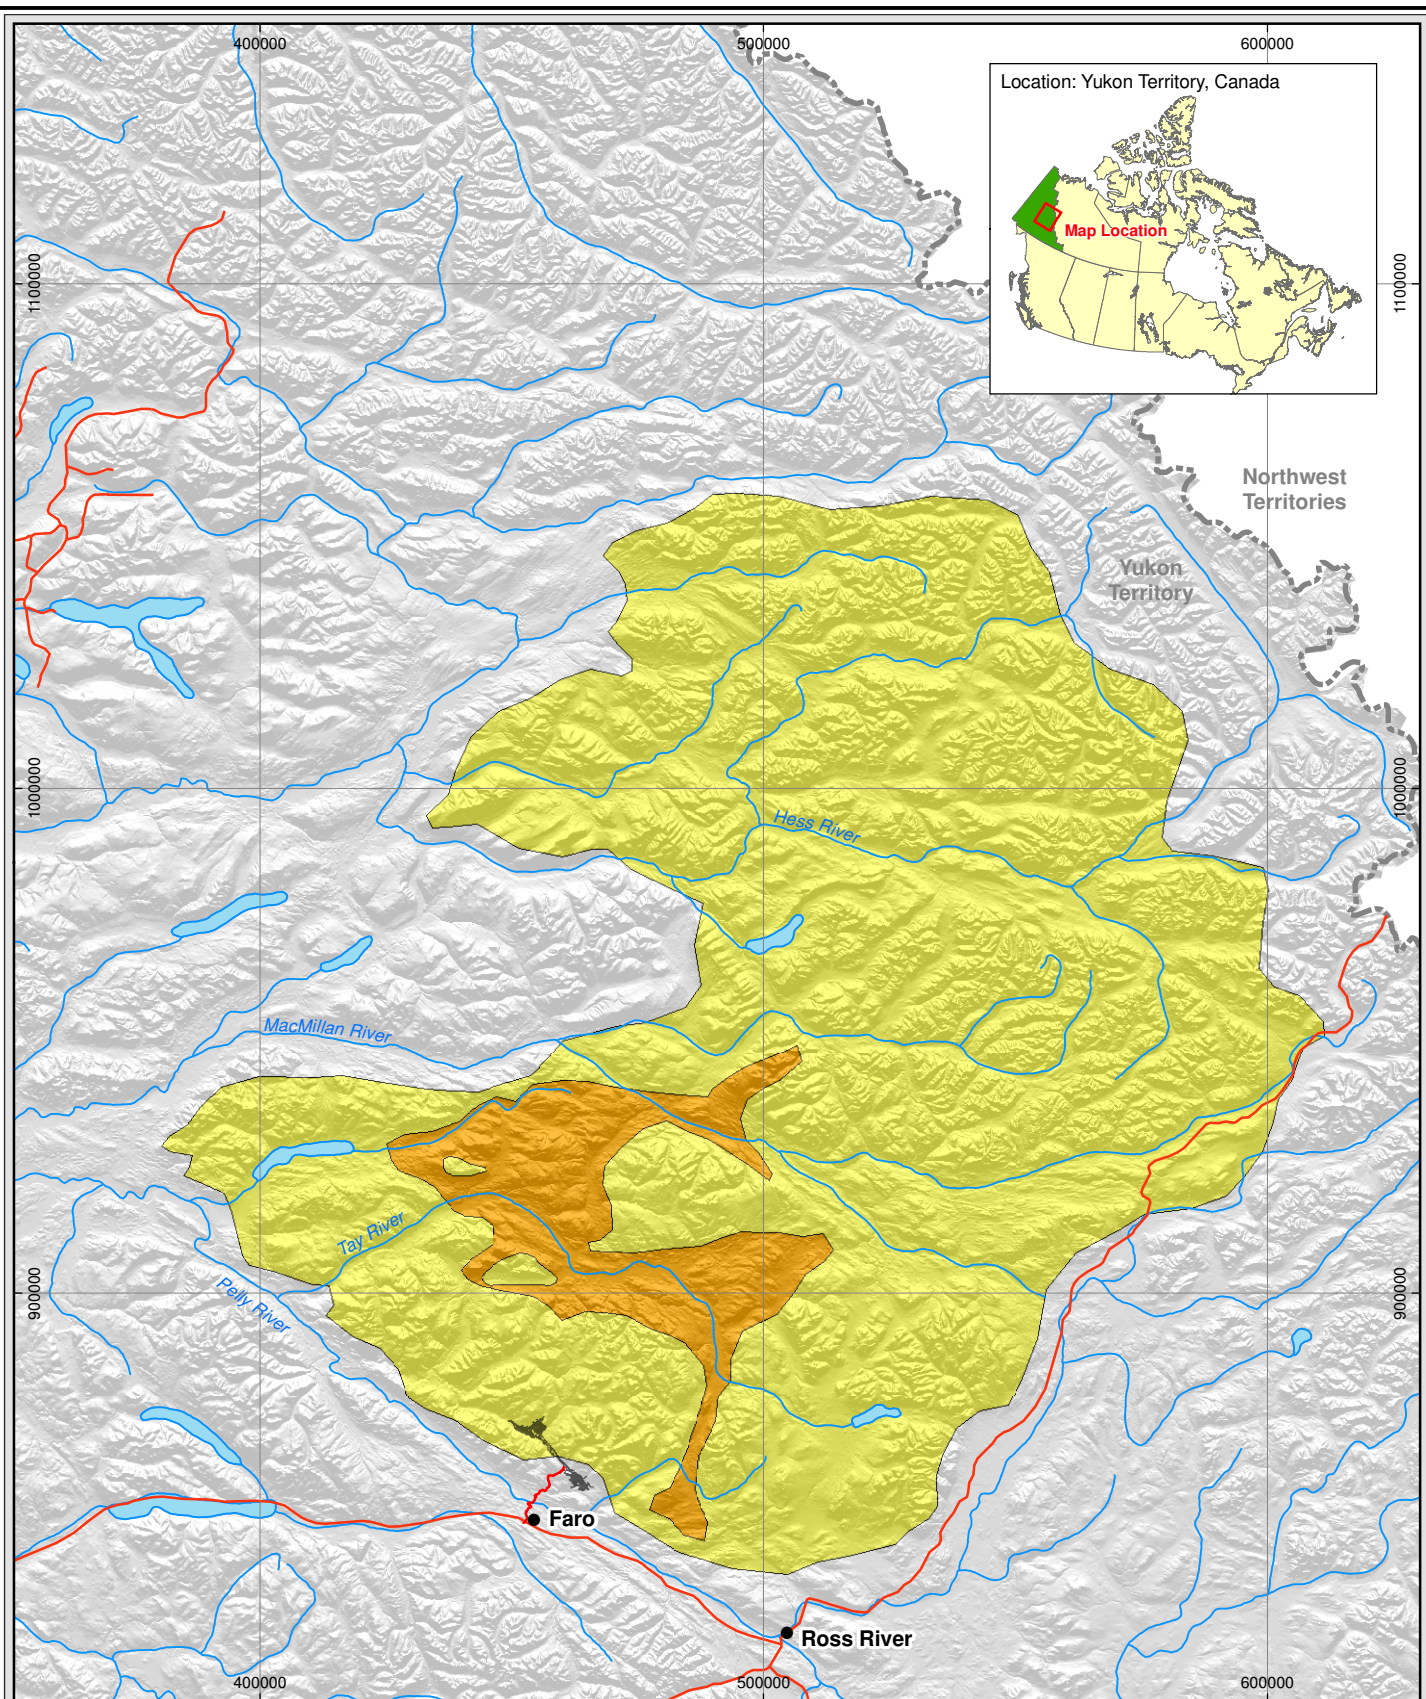 400000
500000
600000
Location: Yukon Territory, Canada
Map Location
1100000
1100000
Northwest
Territories
Yukon
Territory
1000000
1000000
Hess River
MacMillan River
Tay River
Pelly River
900000
900000
Faro
Ross River
400000
500000
600000